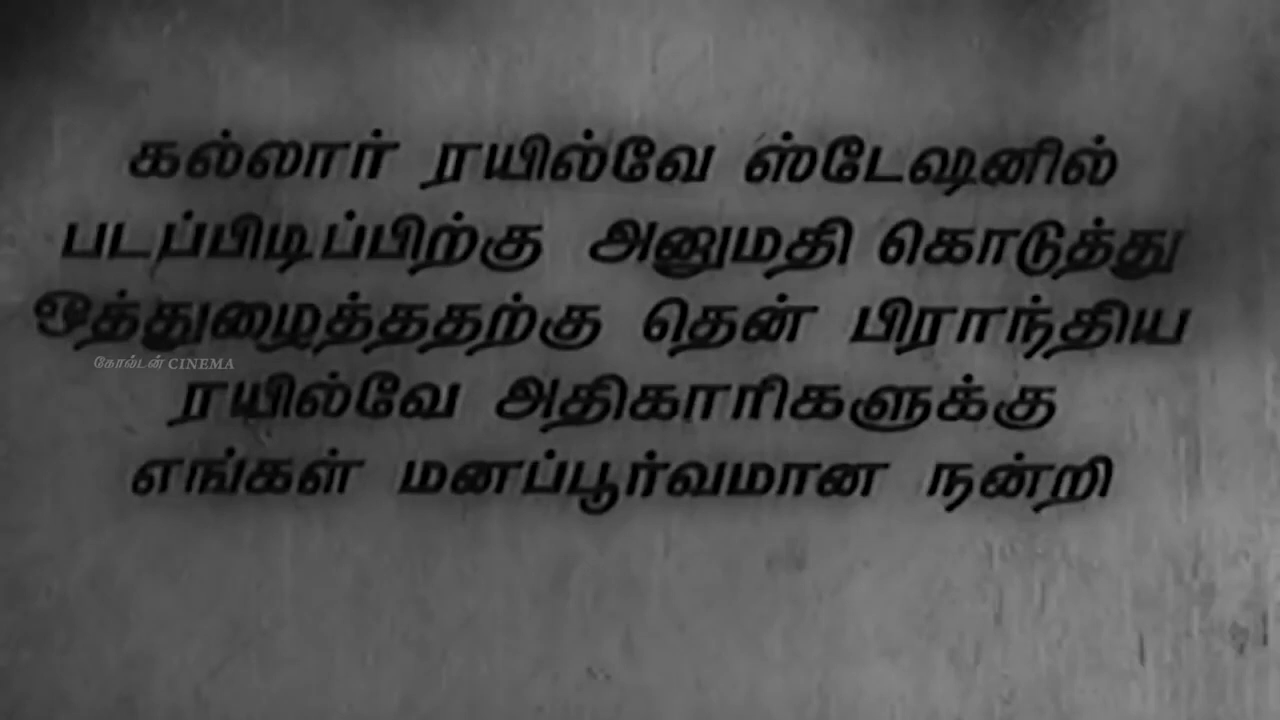 கல்லார் ரயில்வே ஸ்டேஷனில்
படப்பிடிப்பிற்கு அனுமதி கொடுத்து
ஒத்துழைத்ததற்கு தென் பிராந்திய
கோல்டன் CINEMA
ரயில்வே அதிகாரிகளுக்கு
எங்கள் மனப்பூர்வமான நன்றி